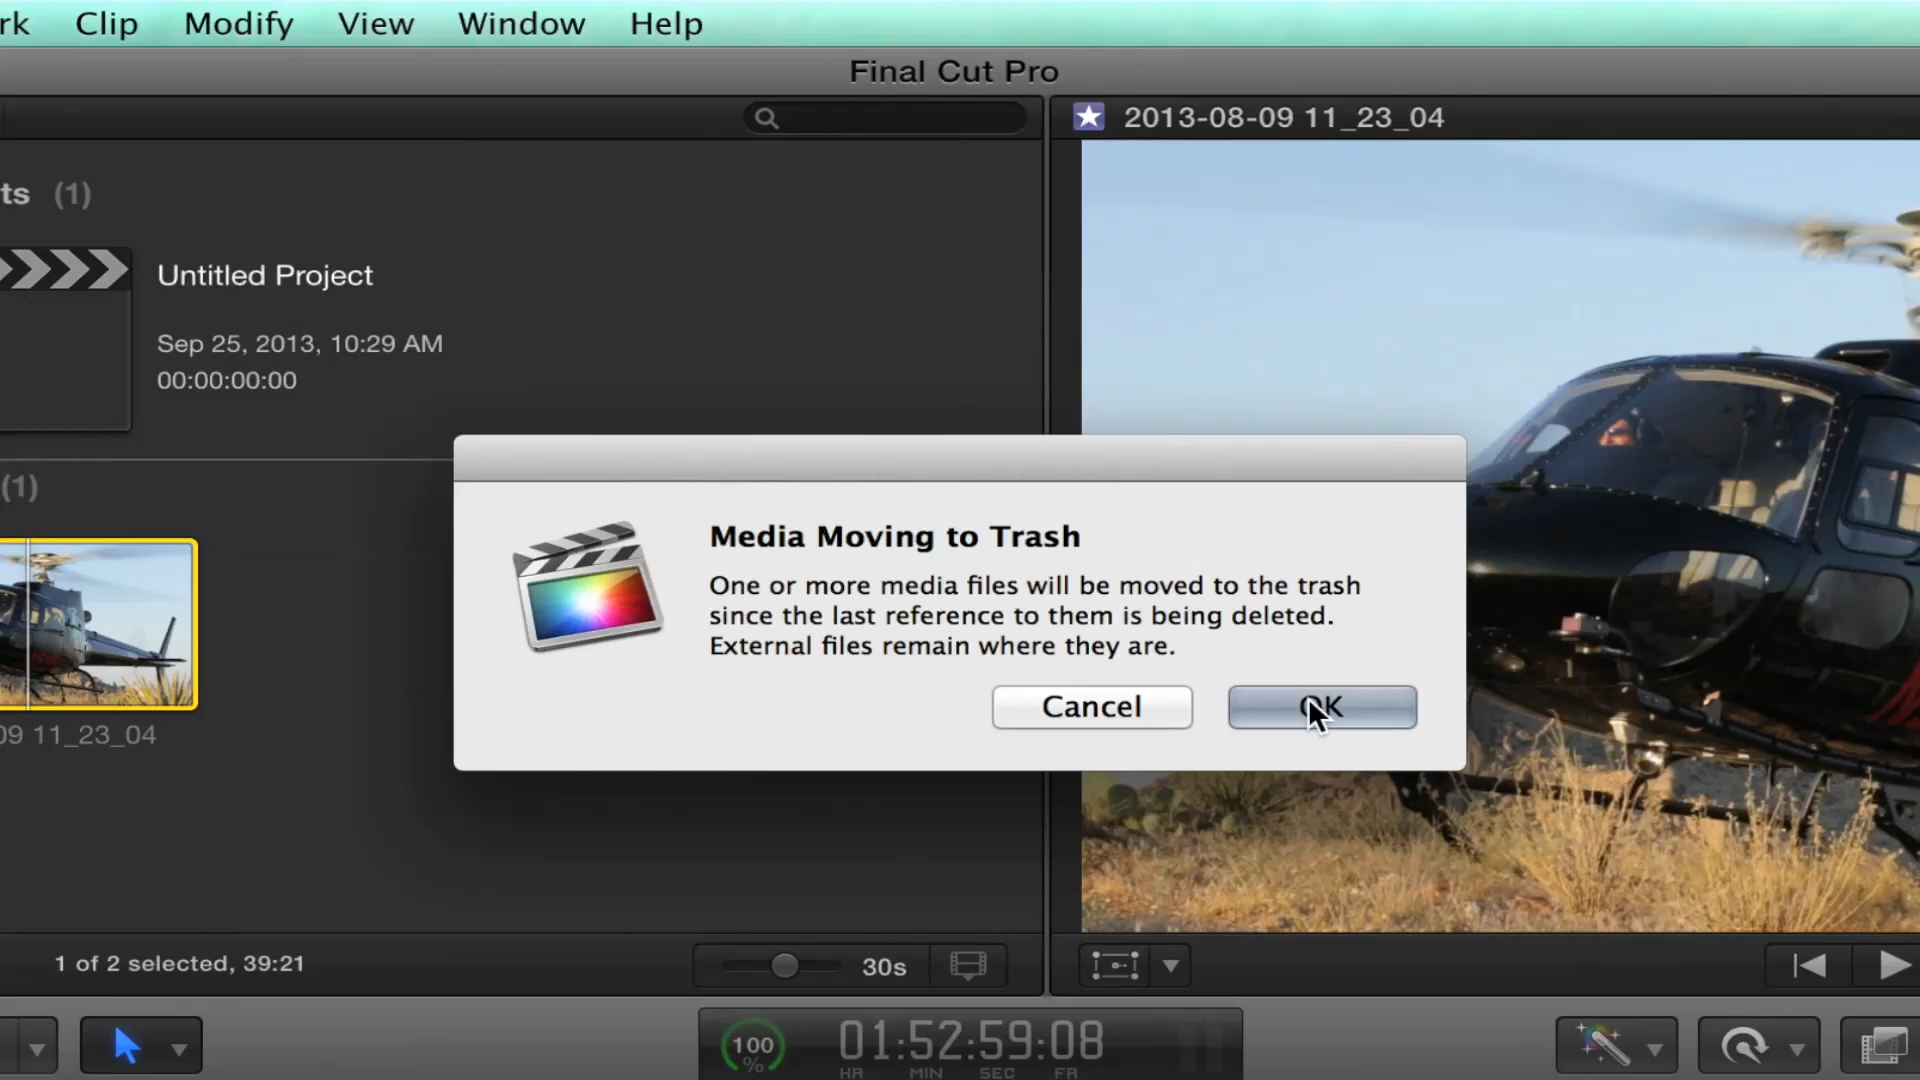 rk Clip Modify View Window Help
Final Cut Pro
2013-08-09 11_23_04
ts (1)
Untitled Project
Sep 25, 2013, 10:29 AM
00:00:00:00
(1)
09 11_23_04
Media Moving to Trash
One or more media files will be moved to the trash
since the last reference to them is being deleted.
External files remain where they are.
Cancel OK
1 of 2 selected, 39:21
30s
100
%
01:52:59:08
HR MIN SEC FR